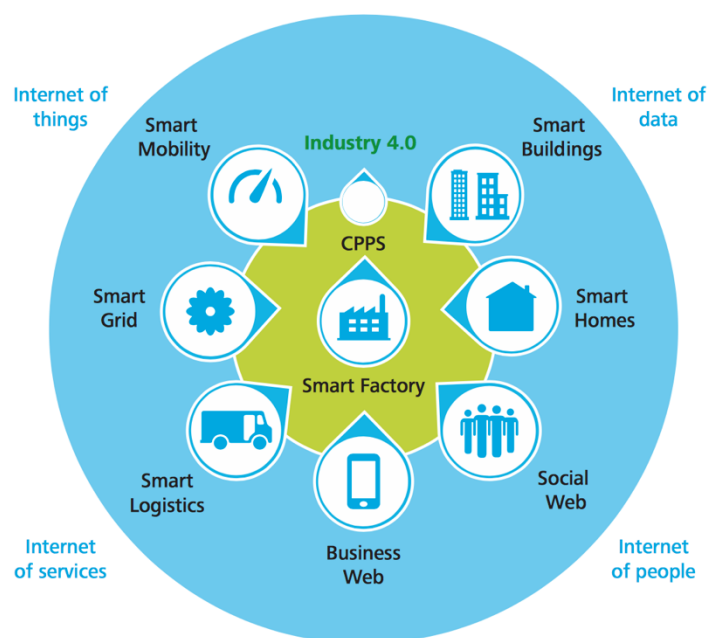 Internet of
things
Internet of
data
Smart
Mobility
Industry 4.0
Smart
Buildings
CPPS
Smart
Grid
Smart
Homes
Smart Factory
Smart
Logistics
Social
Web
Business
Web
Internet
of services
Internet
of people